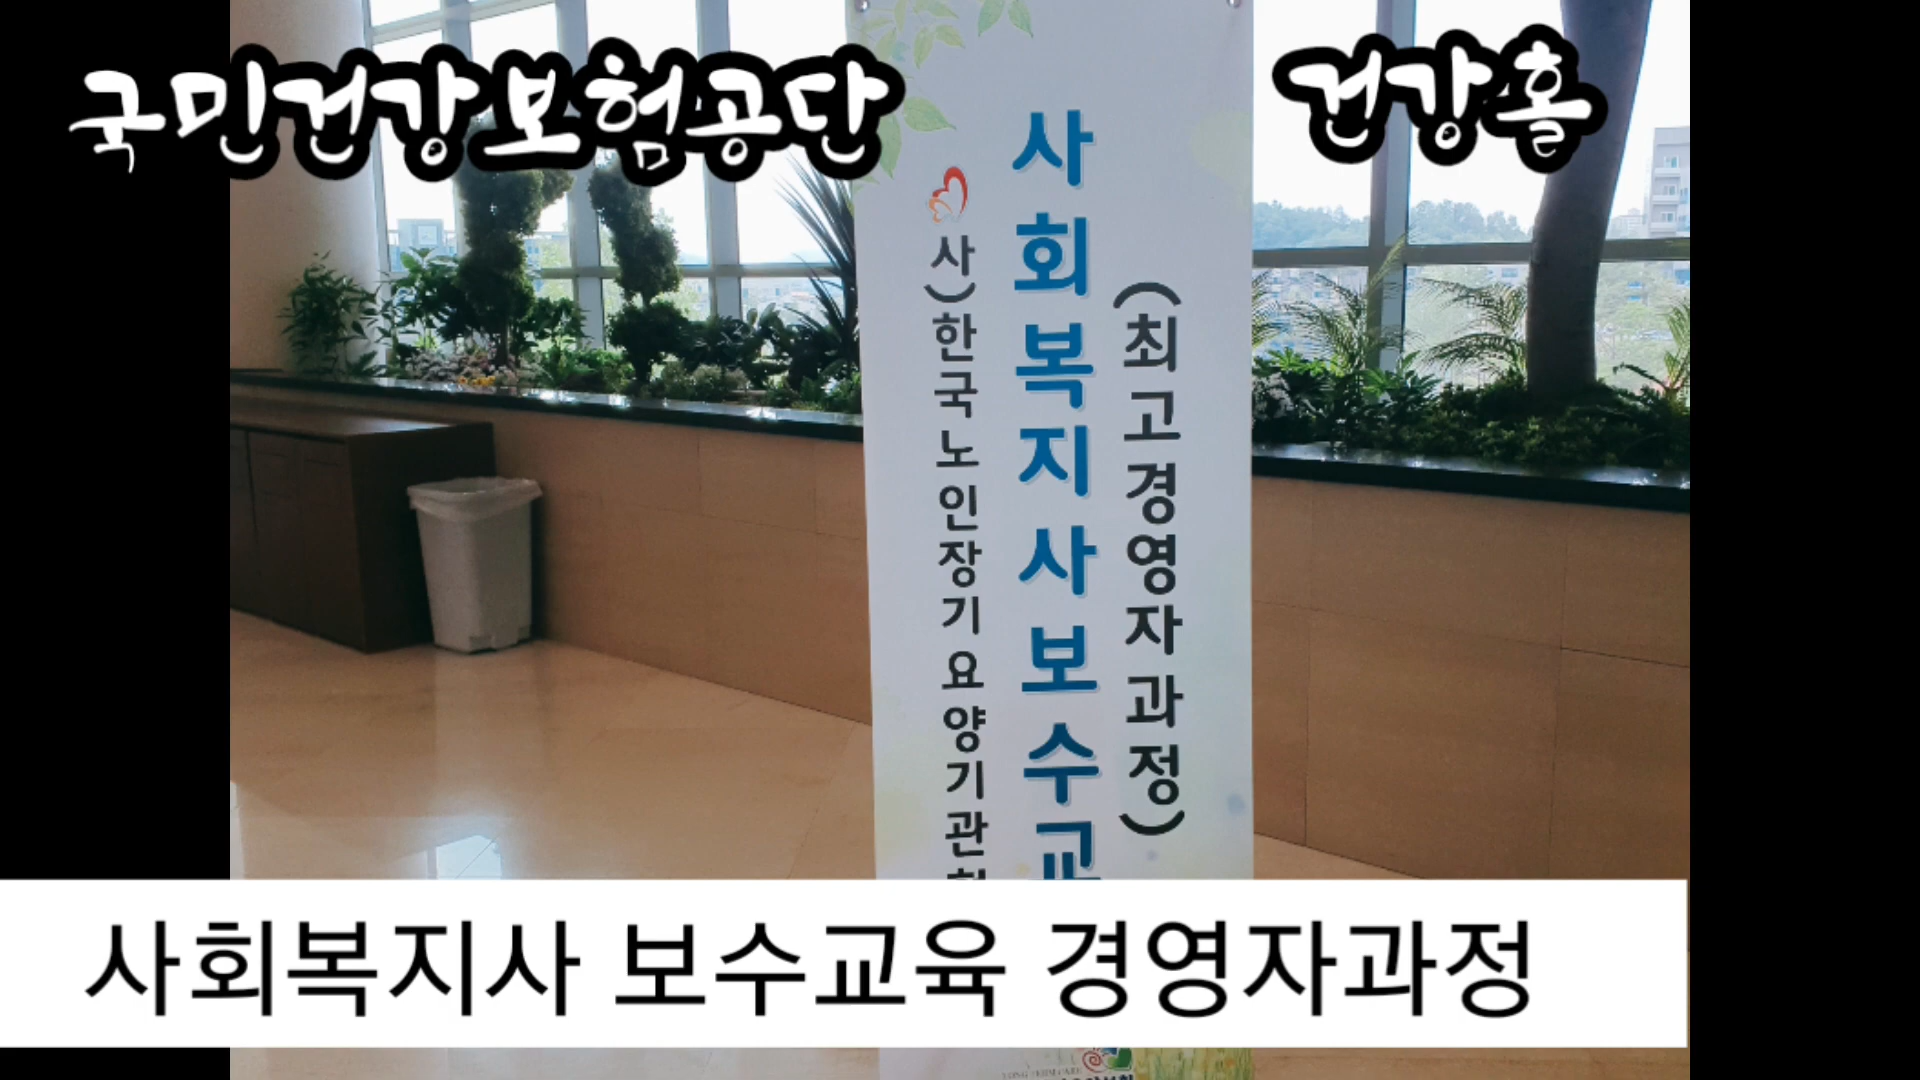 국민건강보험공단
건강홀
사)한국노인장기요양기관
사회복지사보수교
(최고경영자과정)
사회복지사 보수교육 경영자과정